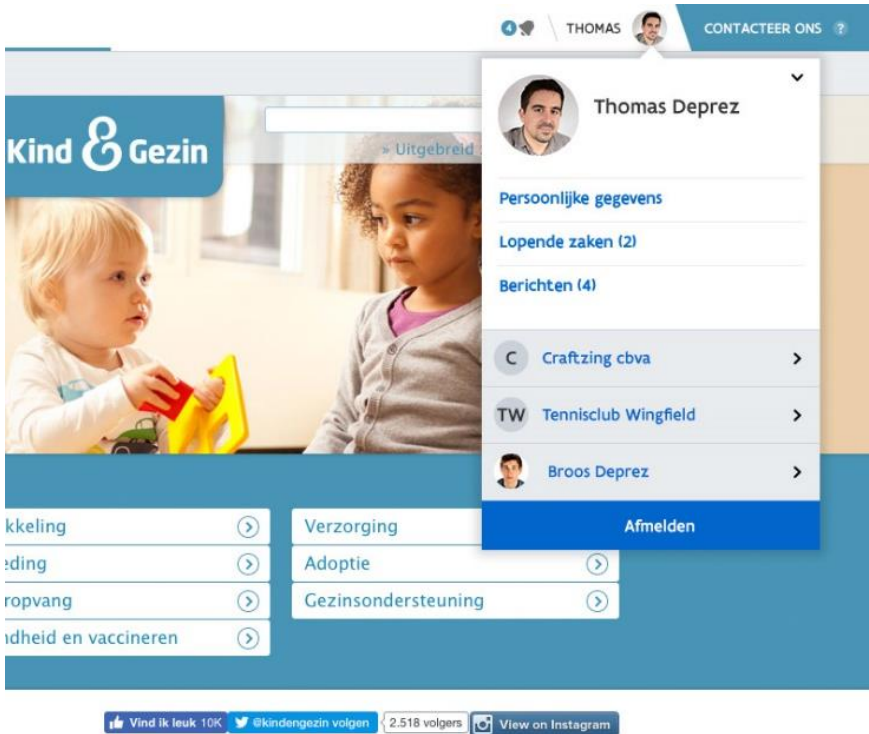 4
THOMAS
CONTACTEER ONS ?
Thomas Deprez
Kind & Gezin
» Uitgebreid
Persoonlijke gegevens
Lopende zaken (2)
Berichten (4)
C Craftzing cbva
TW Tennisclub Wingfield
Broos Deprez
Afmelden
kkeling
Verzorging
eding
Adoptie
ropvang
Gezinsondersteuning
ndheid en vaccineren
Vind ik leuk 10K
@kindengezin volgen
2.518 volgers
View on Instagram